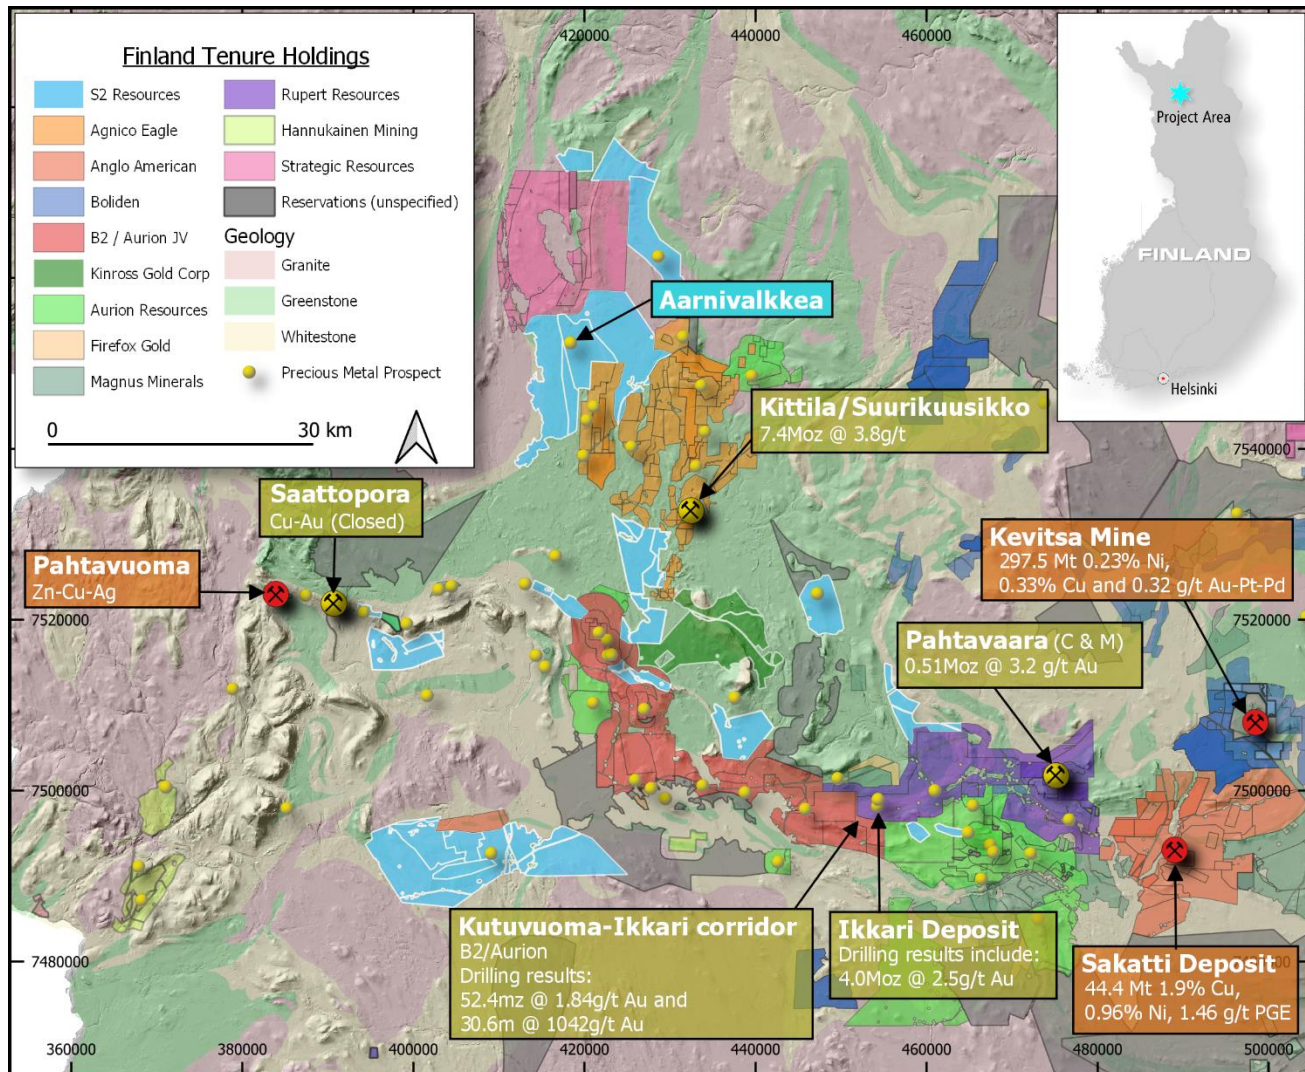 420000
440000
460000
Finland Tenure Holdings
S2 Resources
Agnico Eagle
Anglo American
Boliden
B2 / Aurion JV
Kinross Gold Corp
Aurion Resources
Firefox Gold
Magnus Minerals
Rupert Resources
Hannukainen Mining
Strategic Resources
Reservations (unspecified)
Geology
Granite
Greenstone
Whitestone
Precious Metal Prospect
0
30 km
Project Area
FINLAND
Helsinki
Aarnivalkkea
Kittila/Suurikuusikko
7.4Moz @ 3.8g/t
7540000
Saattopora
Cu-Au (Closed)
Pahtavuoma
Zn-Cu-Ag
Kevitsa Mine
297.5 Mt 0.23% Ni,
0.33% Cu and 0.32 g/t Au-Pt-Pd
7520000
7520000
Pahtavaara (C & M)
0.51Moz @ 3.2 g/t Au
7500000
7500000
Kutuvuoma-Ikkari corridor
B2/Aurion
Drilling results:
52.4mz @ 1.84g/t Au and
30.6m @ 1042g/t Au
Ikkari Deposit
Drilling results include:
4.0Moz @ 2.5g/t Au
Sakatti Deposit
44.4 Mt 1.9% Cu,
0.96% Ni, 1.46 g/t PGE
7480000
360000
380000
400000
420000
440000
460000
480000
500000